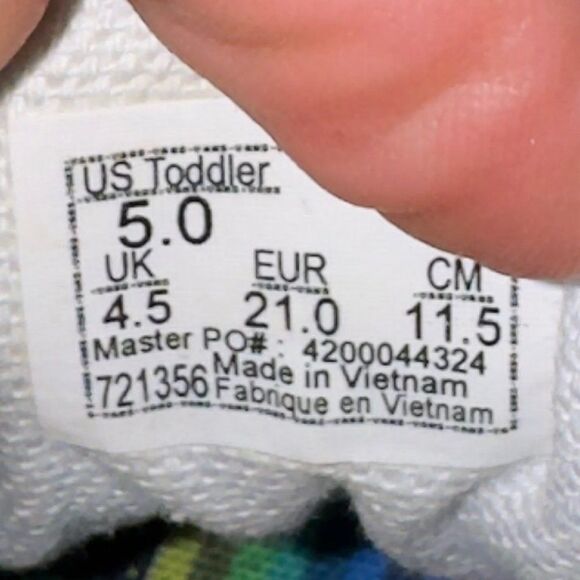 US Toddler
5.0
UK EUR CM
4.5 21.0 11.5
Master PO# : 4200044324
721356 Made in Vietnam
Fabrique en Vietnam